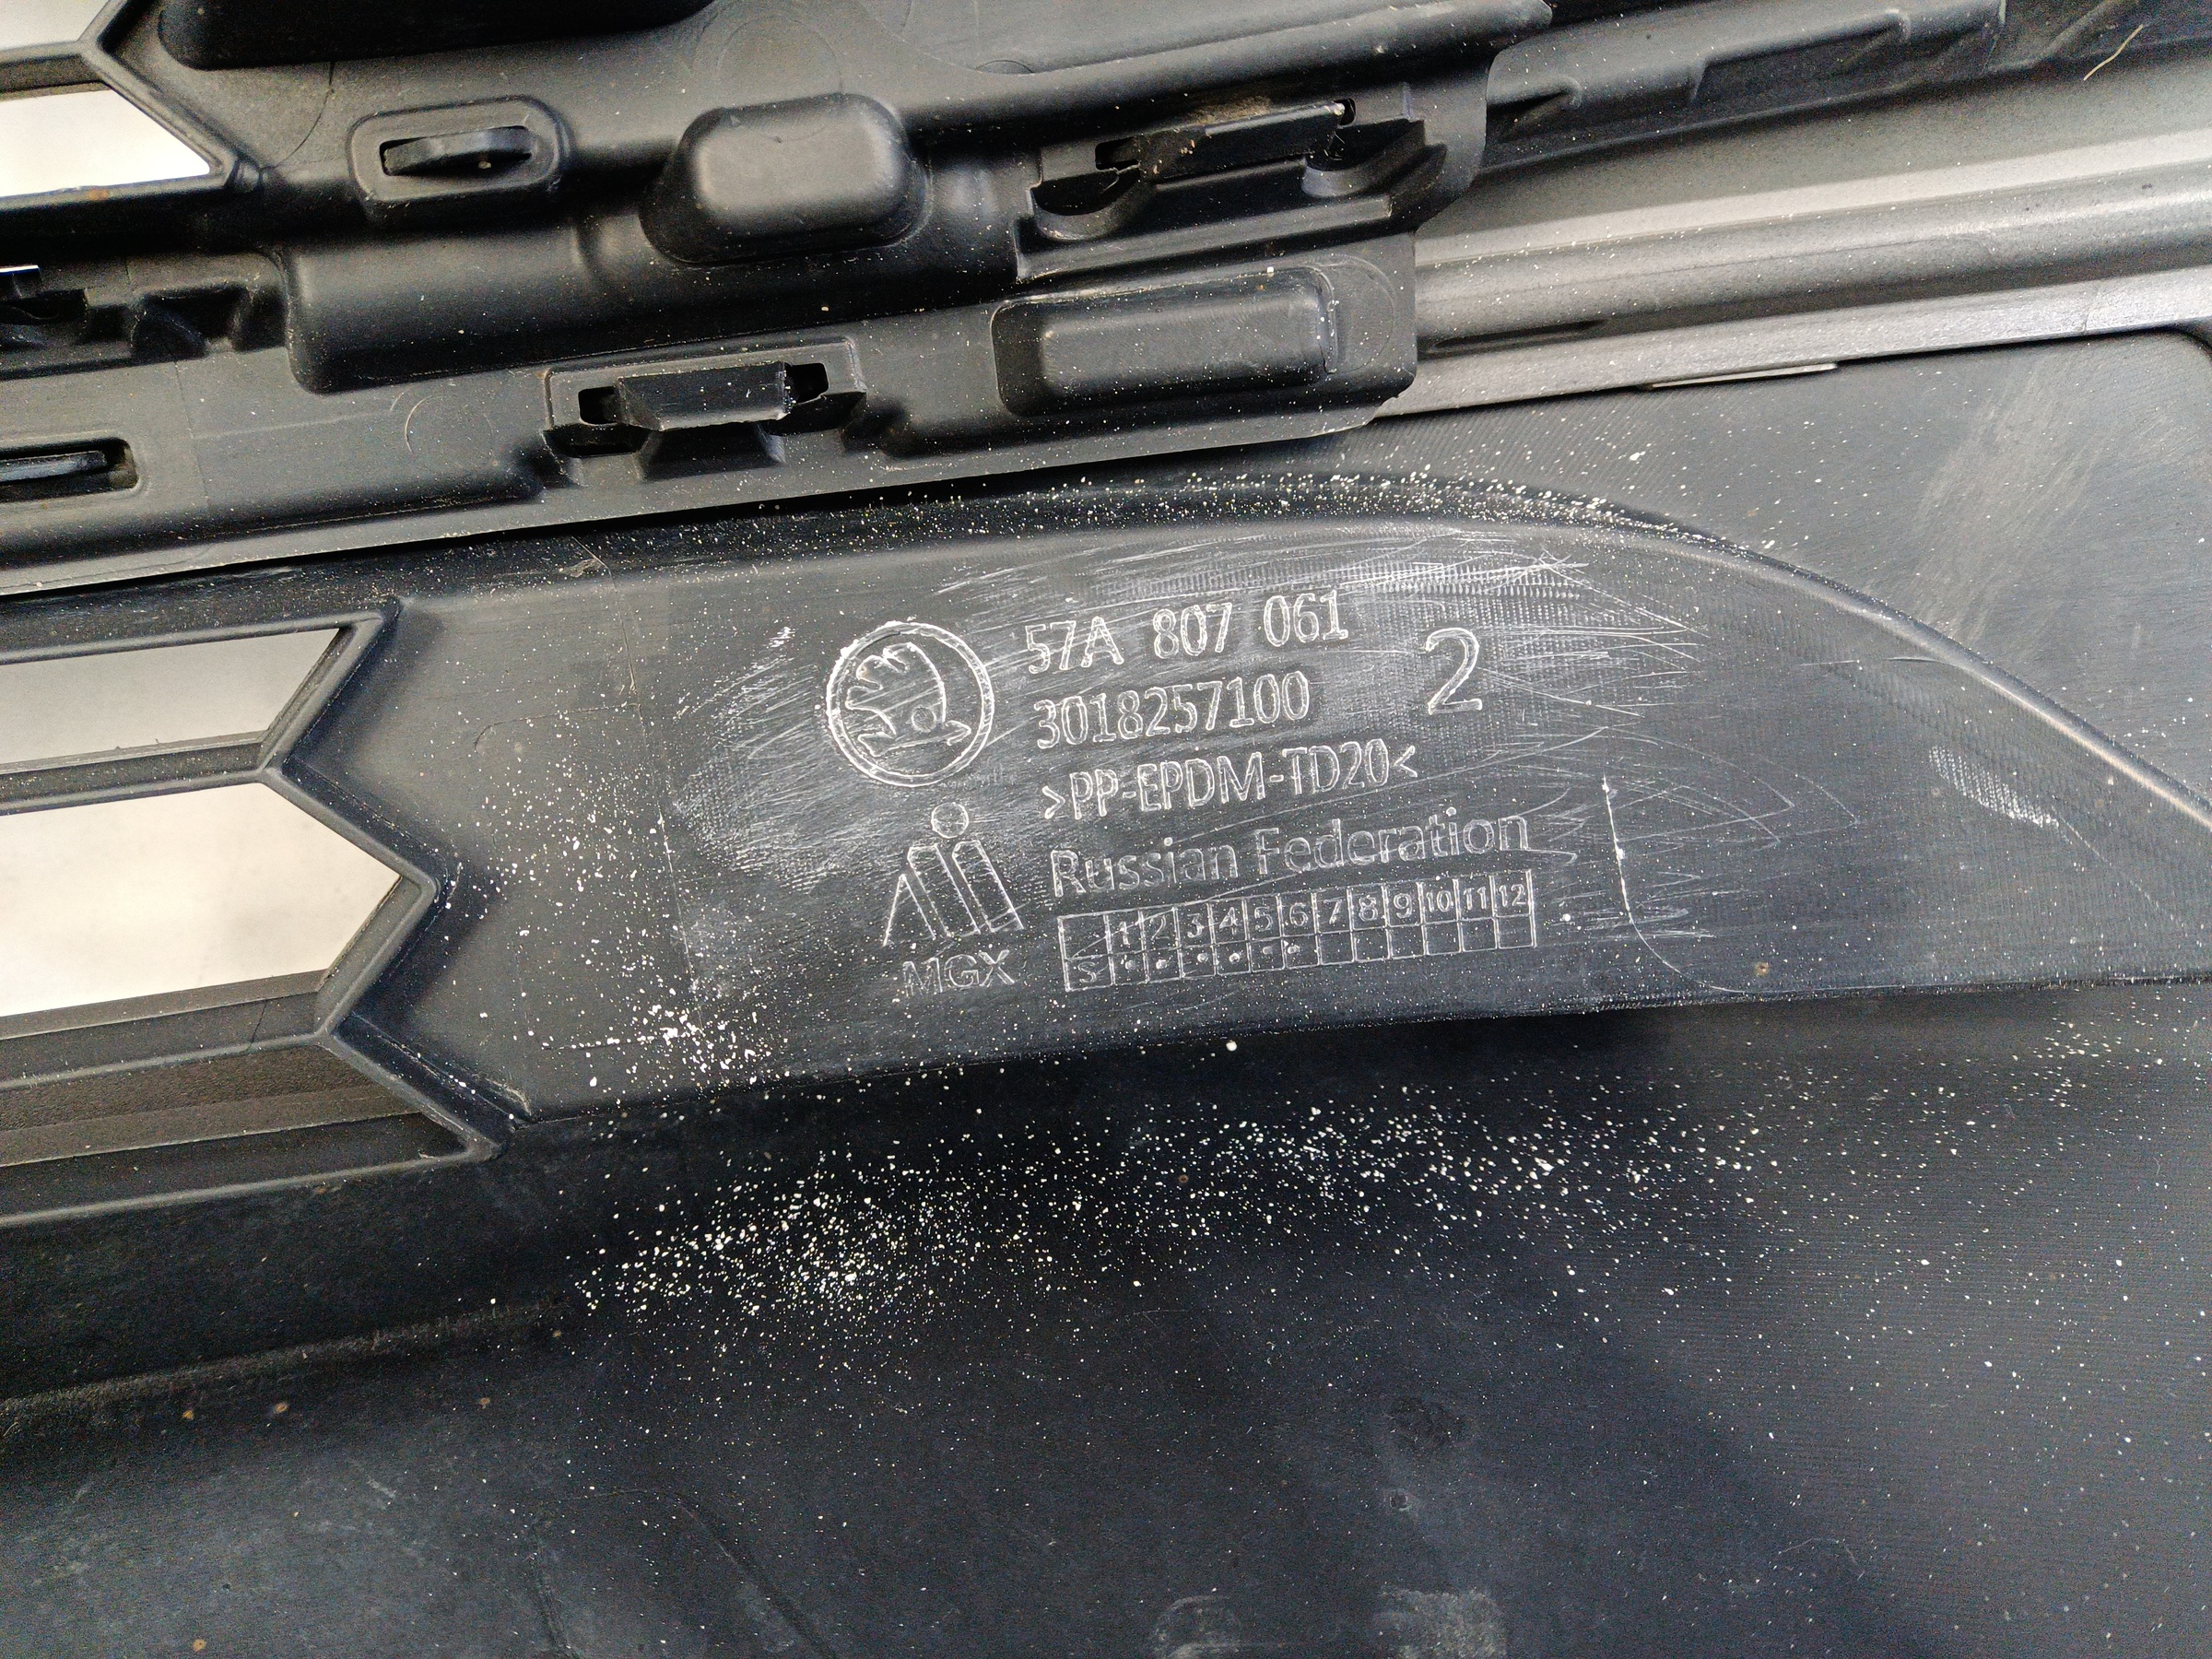 57A 807 061
2
3018257100
>PP-EPDM-TD20<
Russian Federation
1 2 3 4 5 6 7 8 9 10 11 12
S
MGX